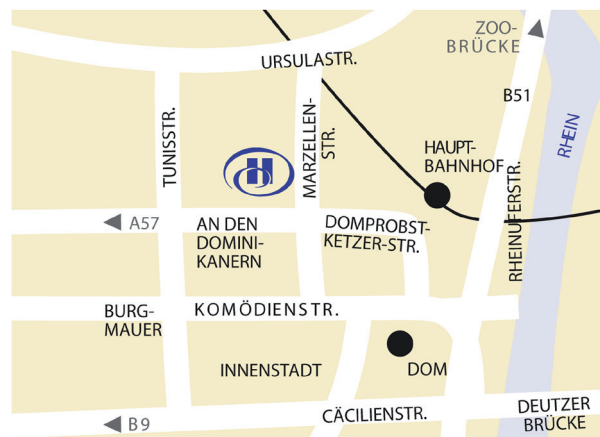 ZOO-
BRÜCKE
URSULASTR.
B51
TUNISSTR.
MARZELLEN-
STR.
H
HAUPT-
BAHNHOF
RHEIN
RHEINUFERSTR.
A57
AN DEN
DOMINI-
KANERN
DOMPROBST-
KETZER-STR.
BURG-
MAUER
KOMÖDIENSTR.
INNENSTADT
DOM
CÄCILIENSTR.
DEUTZER
BRÜCKE
B9